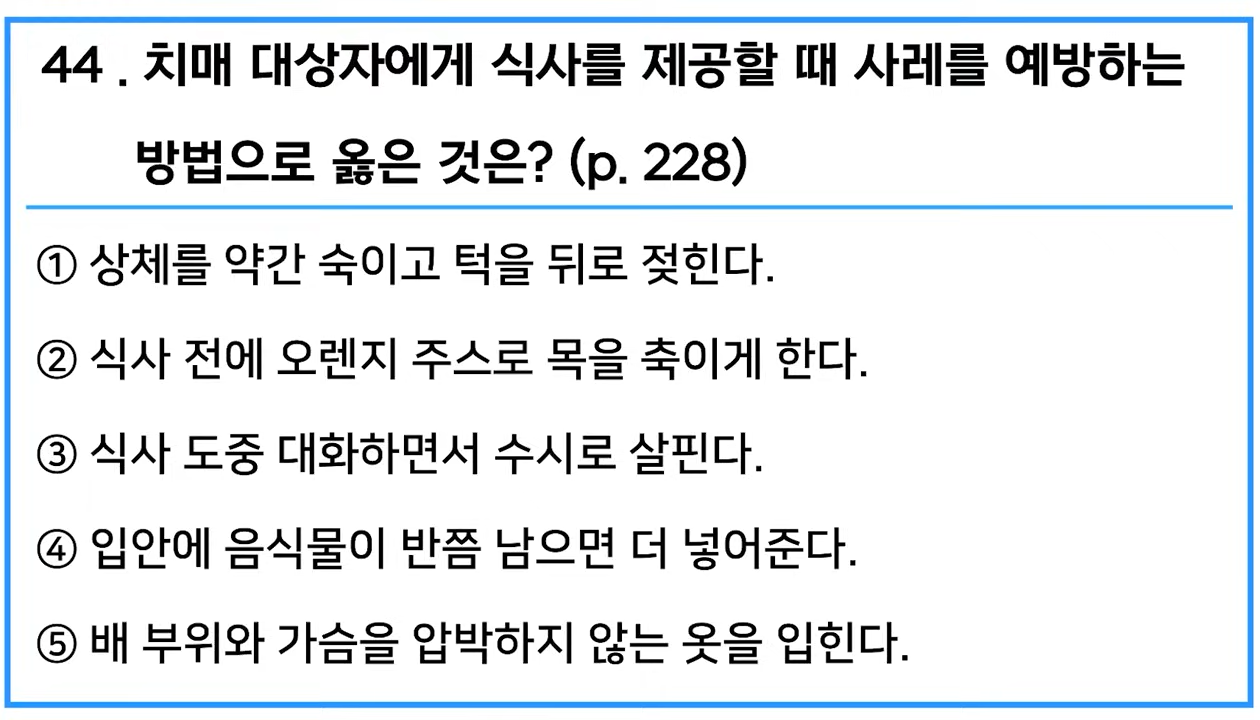 44 . 치매 대상자에게 식사를 제공할 때 사레를 예방하는
방법으로 옳은 것은? (p. 228)
① 상체를 약간 숙이고 턱을 뒤로 젖힌다.
② 식사 전에 오렌지 주스로 목을 축이게 한다.
③ 식사 도중 대화하면서 수시로 살핀다.
④ 입안에 음식물이 반쯤 남으면 더 넣어준다.
⑤ 배 부위와 가슴을 압박하지 않는 옷을 입힌다.